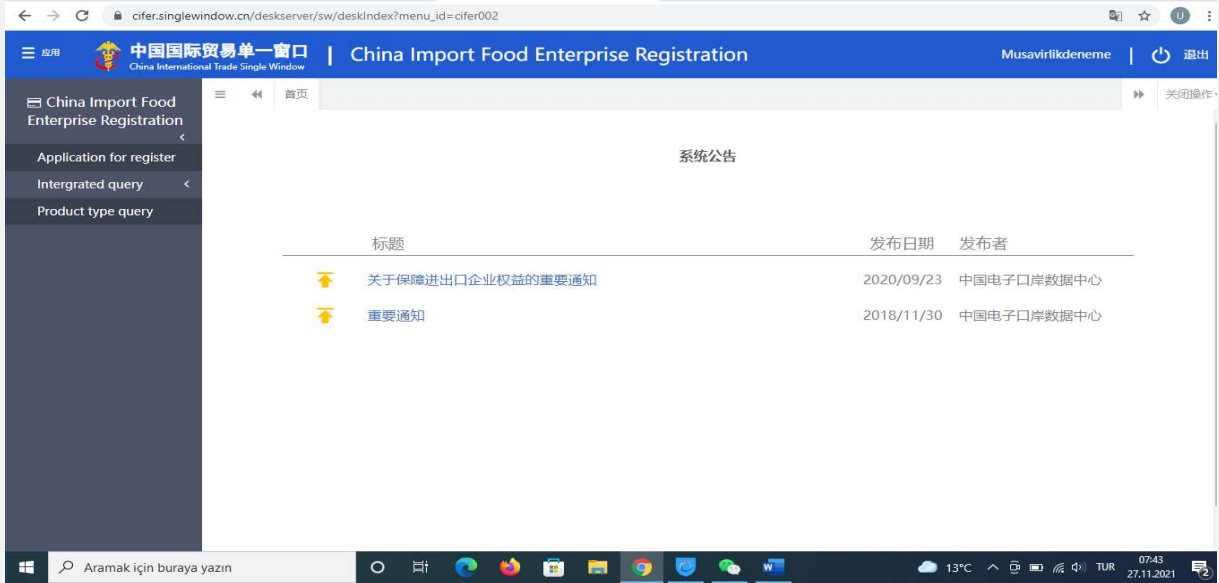 cifer.singlewindow.cn/deskserver/sw/deskIndex?menu_id=cifer002
U
应用
中国国际贸易单一窗口
China International Trade Single Window
| China Import Food Enterprise Registration
Musavirlikdeneme | 退出
China Import Food
Enterprise Registration
首页
关闭操作
Application for register
Intergrated query
Product type query
系统公告
标题 发布日期 发布者
关于保障进出口企业权益的重要通知 2020/09/23 中国电子口岸数据中心
重要通知 2018/11/30 中国电子口岸数据中心
Aramak için buraya yazın
13°C
TUR
07:43
27.11.2021
2